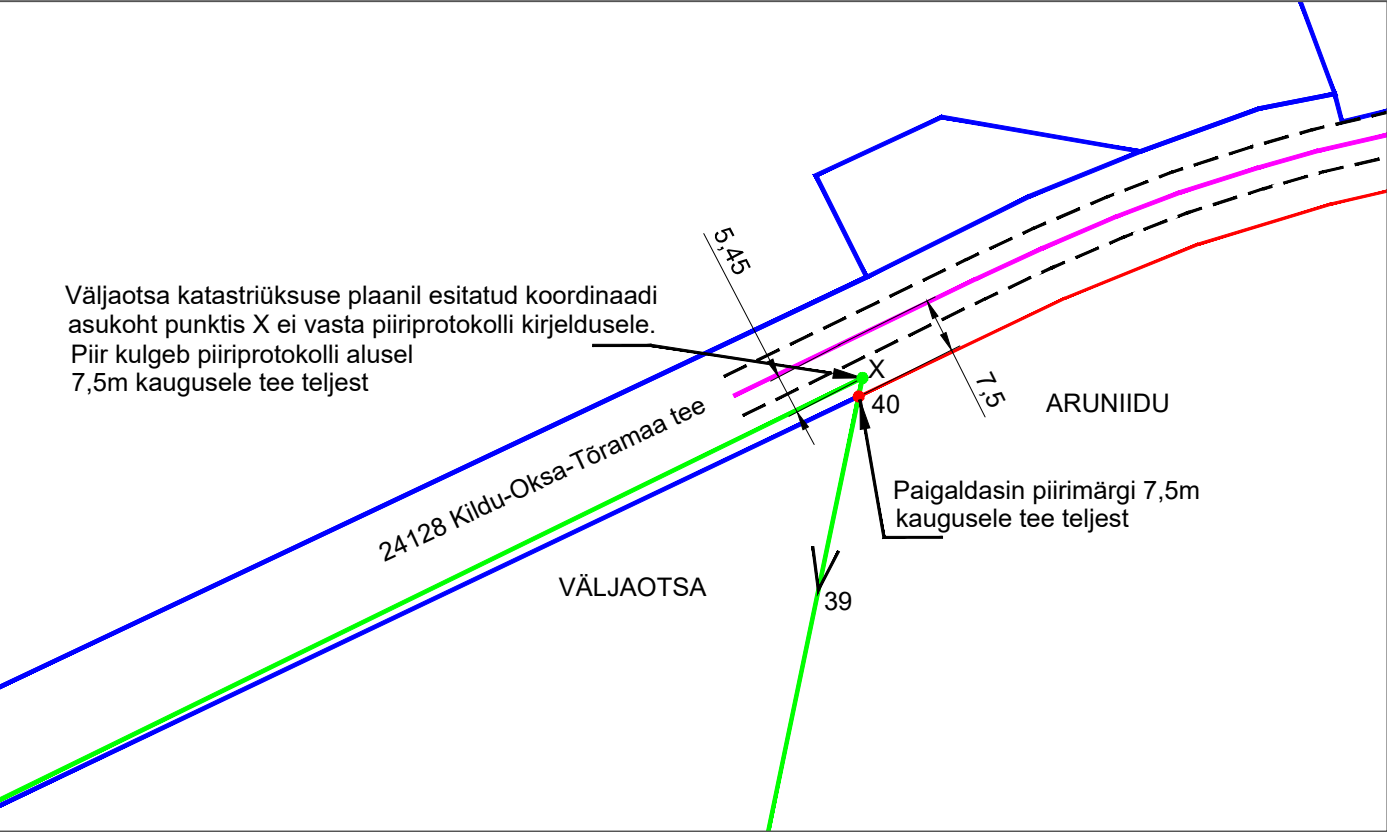 5,45
Väljaotsa katastriüksuse plaanil esitatud koordinaadi
asukoht punktis X ei vasta piiriprotokolli kirjeldusele.
Piir kulgeb piiriprotokolli alusel
7,5m kaugusele tee teljest
X
40
7,5
ARUNIIDU
24128 Kildu-Oksa-Tõramaa tee
Paigaldasin piirimärgi 7,5m
kaugusele tee teljest
VÄLJAOTSA
39